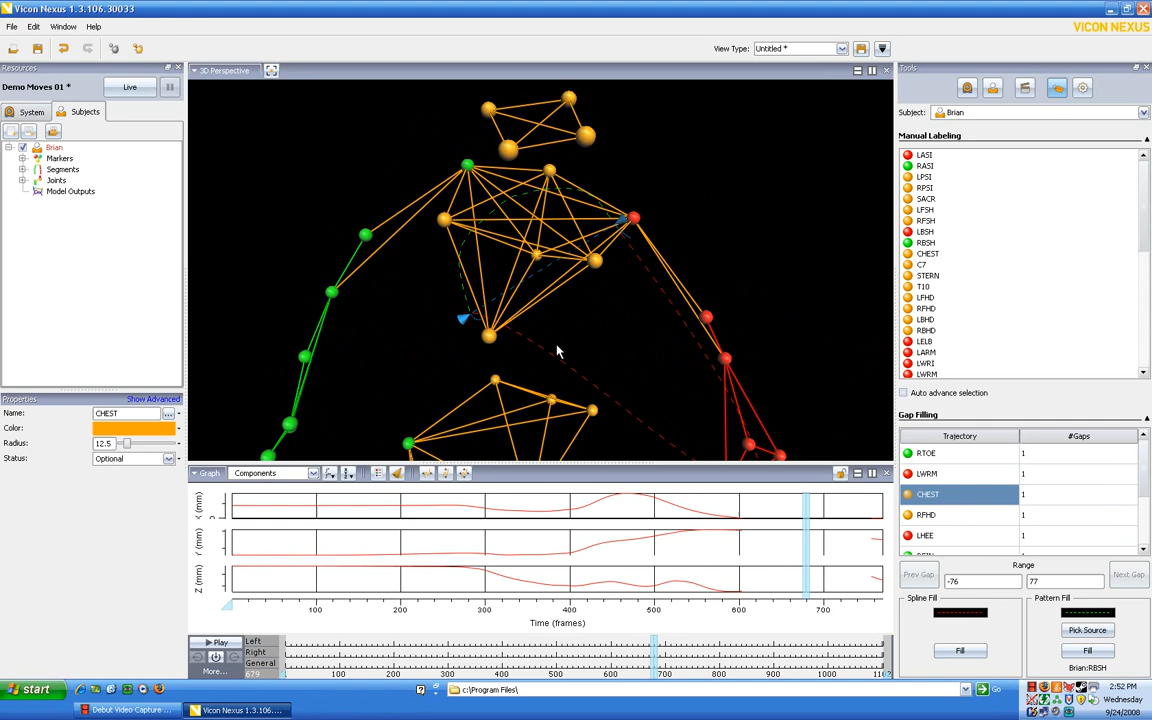 Vicon Nexus 1.3.106.30033
File Edit Window Help
VICON NEXUS
View Type: Untitled *
Resources
Demo Moves 01 *
Live
System
Subjects
Brian
Markers
Segments
Joints
Model Outputs
Properties
Show Advanced
Name: CHEST
Color:
Radius: 12.5
Status: Optional
3D Perspective
Graph
Components
X (mm)
0
Y (mm)
Z (mm)
100 200 300 400 500 600 700
Time (frames)
Play
More...
Left
Right
General
679
100 200 300 400 500 600 700 800 900 1000
Tools
Subject: Brian
Manual Labeling
LASI
RASI
LPSI
RPSI
SACR
LFSH
RFSH
LBSH
RBSH
CHEST
C7
STERN
T10
LFHD
RFHD
LBHD
RBHD
LELB
LARM
LWRI
LWRM
Auto advance selection
Gap Filling
Trajectory #Gaps
RTOE 1
LWRM 1
CHEST 1
RFHD 1
LHEE 1
Range
Prev Gap -76 77 Next Gap
Spline Fill
Fill
Pattern Fill
Pick Source
Fill
Brian:RBSH
start
Debut Video Capture ...
Vicon Nexus 1.3.106....
c:\Program Files\
Go
2:52 PM
Wednesday
9/24/2008